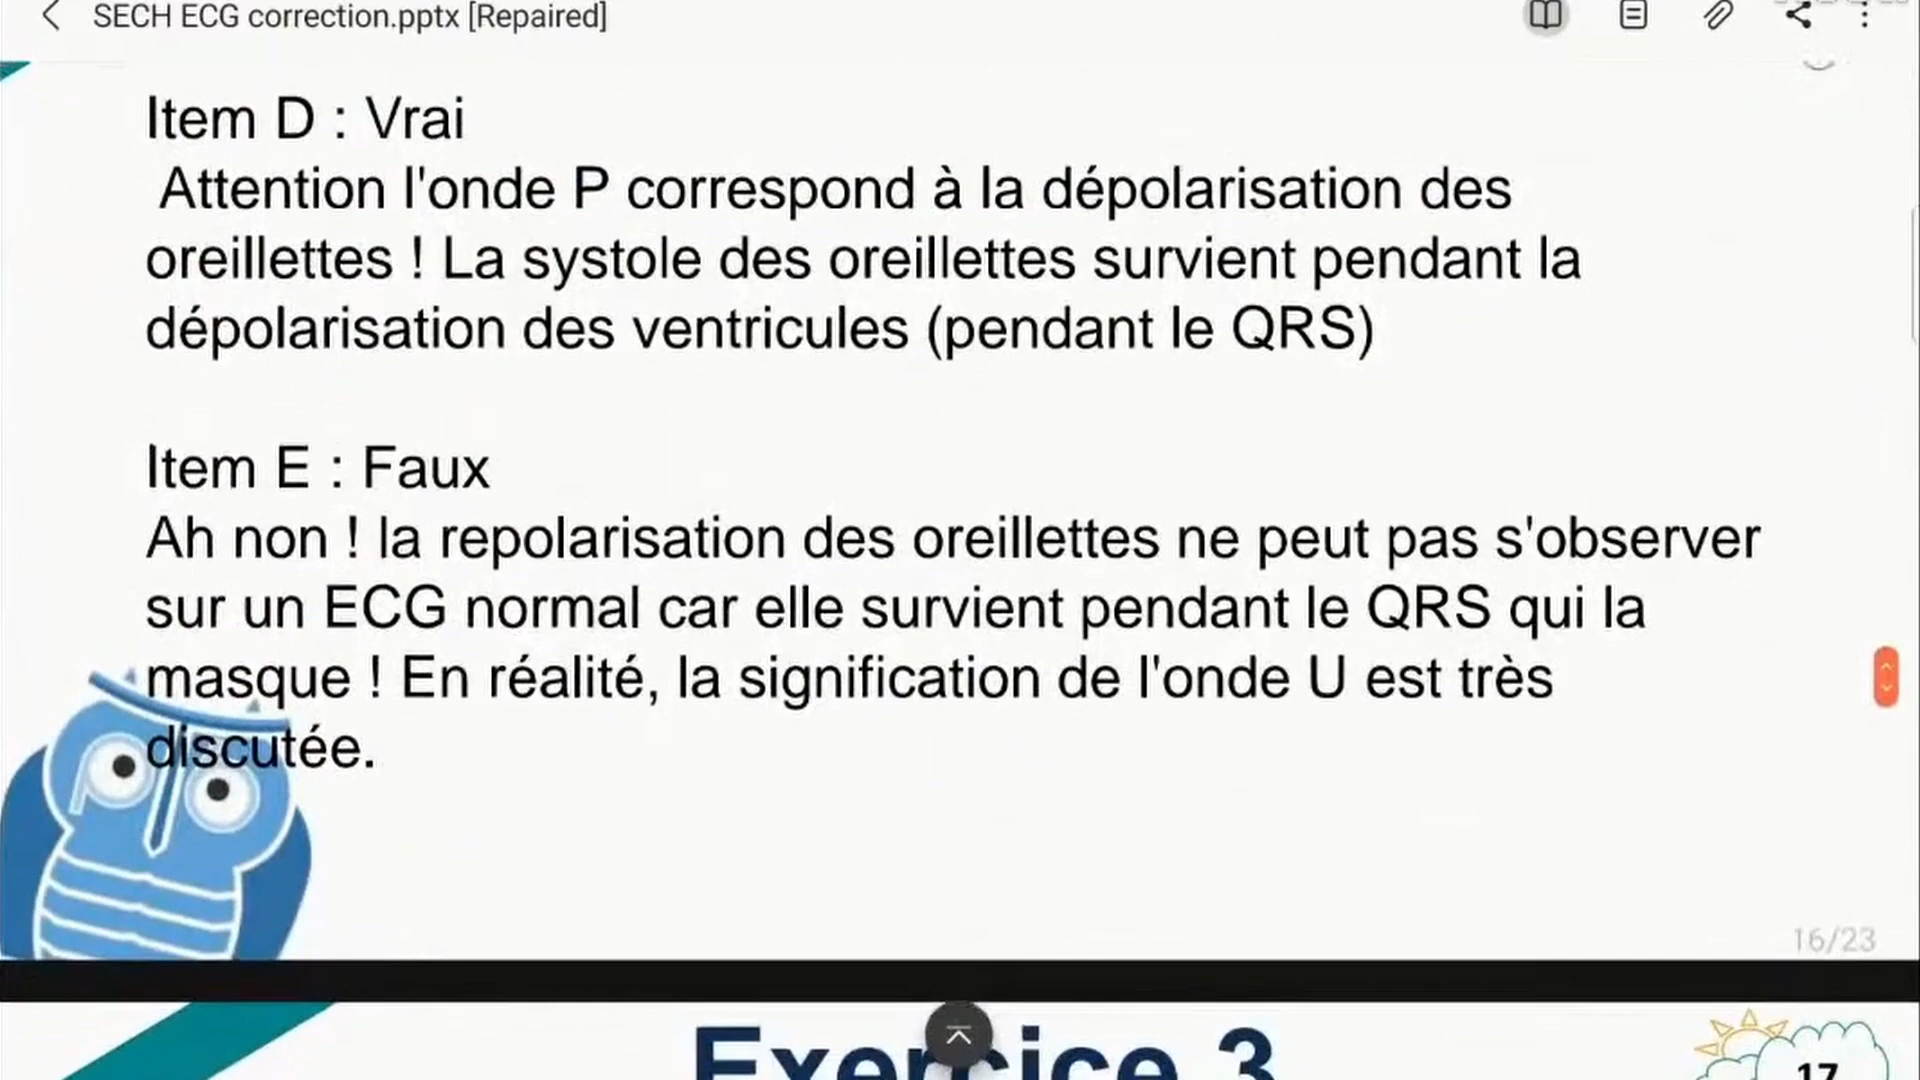 SECH ECG correction.pptx [Repaired]
Item D : Vrai
Attention l'onde P correspond à la dépolarisation des
oreillettes ! La systole des oreillettes survient pendant la
dépolarisation des ventricules (pendant le QRS)
Item E : Faux
Ah non ! la repolarisation des oreillettes ne peut pas s'observer
sur un ECG normal car elle survient pendant le QRS qui la
masque ! En réalité, la signification de l'onde U est très
discutée.
16/23
Exercice 3
17